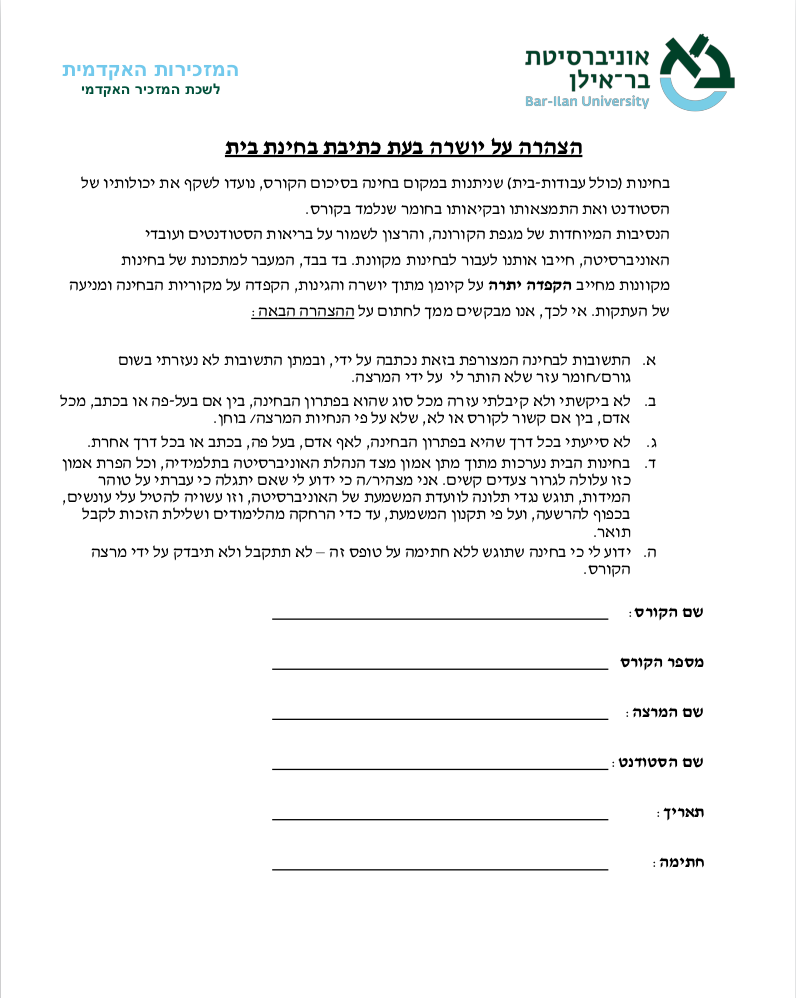 אוניברסיטת
בר־אילן
Bar-Ilan University
המזכירות האקדמית
לשכת המזכיר האקדמי
הצהרה על יושרה בעת כתיבת בחינת בית
בחינות (כולל עבודות-בית) שניתנות במקום בחינה בסיכום הקורס, נועדו לשקף את יכולותיו של
הסטודנט ואת התמצאותו ובקיאותו בחומר שנלמד בקורס.
הנסיבות המיוחדות של מגפת הקורונה, והרצון לשמור על בריאות הסטודנטים ועובדי
האוניברסיטה, חייבו אותנו לעבור לבחינות מקוונת. בד בבד, המעבר למתכונת של בחינות
מקוונות מחייב הקפדה יתרה על קיומן מתוך יושרה והגינות, הקפדה על מקוריות הבחינה ומניעה
של העתקות. אי לכך, אנו מבקשים ממך לחתום על ההצהרה הבאה :
א. התשובות לבחינה המצורפת בזאת נכתבה על ידי, ובמתן התשובות לא נעזרתי בשום
גורם/חומר עזר שלא הותר לי על ידי המרצה.
ב. לא ביקשתי ולא קיבלתי עזרה מכל סוג שהוא בפתרון הבחינה, בין אם בעל-פה או בכתב, מכל
אדם, בין אם קשור לקורס או לא, שלא על פי הנחיות המרצה/ בוחן.
ג. לא סייעתי בכל דרך שהיא בפתרון הבחינה, לאף אדם, בעל פה, בכתב או בכל דרך אחרת.
ד. בחינות הבית נערכות מתוך מתן אמון מצד הנהלת האוניברסיטה בתלמידיה, וכל הפרת אמון
כזו עלולה לגרור צעדים קשים. אני מצהיר/ה כי ידוע לי שאם יתגלה כי עברתי על טוהר
המידות, תוגש נגדי תלונה לוועדת המשמעת של האוניברסיטה, וזו עשויה להטיל עלי עונשים,
בכפוף להרשעה, ועל פי תקנון המשמעת, עד כדי הרחקה מהלימודים ושלילת הזכות לקבל
תואר.
ה. ידוע לי כי בחינה שתוגש ללא חתימה על טופס זה – לא תתקבל ולא תיבדק על ידי מרצה
הקורס.
שם הקורס :
מספר הקורס
שם המרצה :
שם הסטודנט :
תאריך :
חתימה :